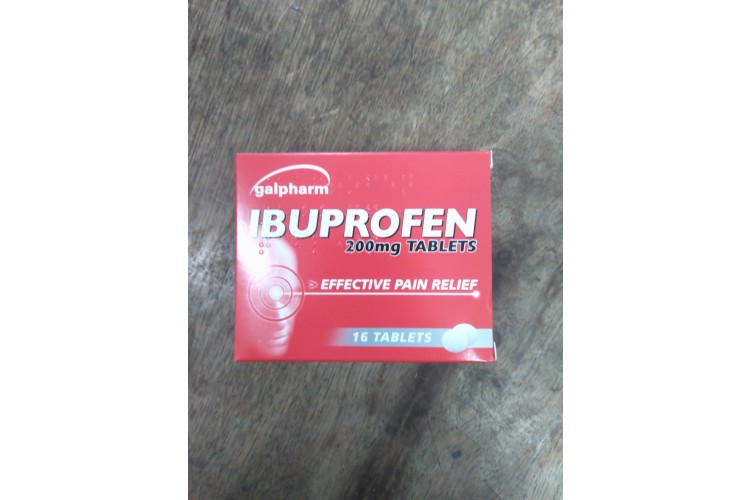 galpharm
IBUPROFEN
200mg TABLETS
EFFECTIVE PAIN RELIEF
16 TABLETS